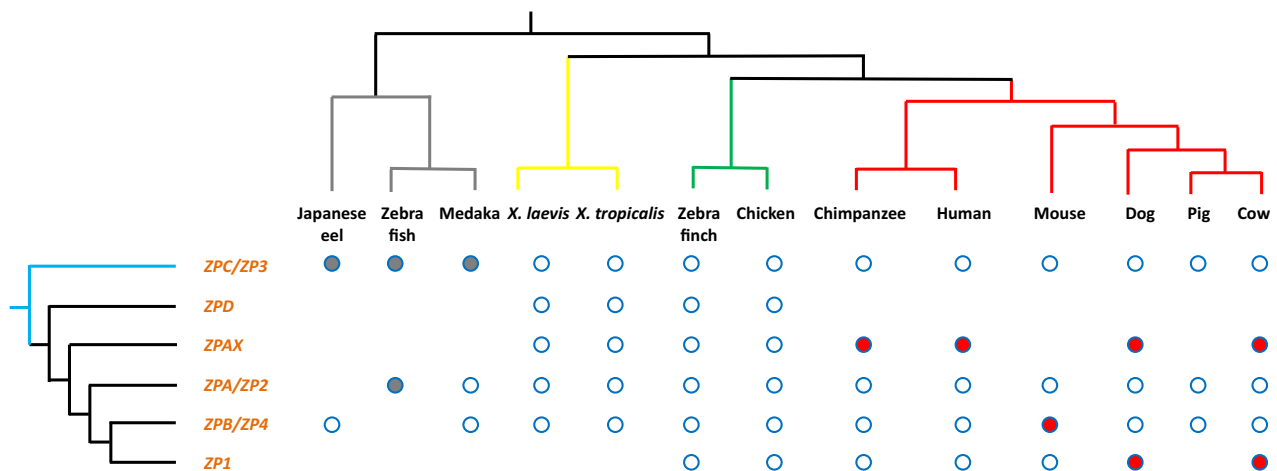 Japanese eel
Zebra fish
Medaka
X. laevis
X. tropicalis
Zebra finch
Chicken
Chimpanzee
Human
Mouse
Dog
Pig
Cow
ZPC/ZP3
ZPD
ZPAX
ZPA/ZP2
ZPB/ZP4
ZP1